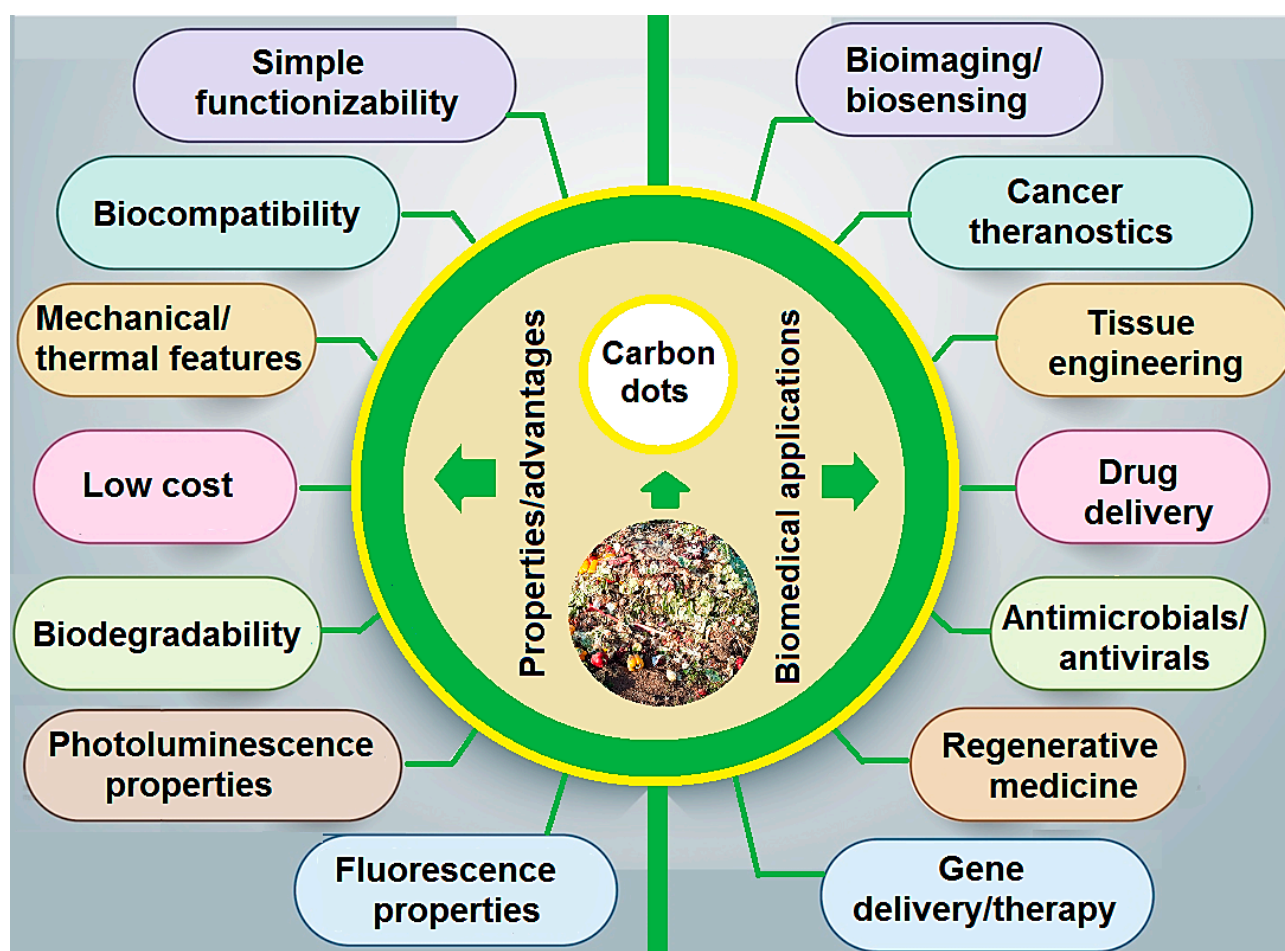 Simple
functionizability
Biocompatibility
Mechanical/
thermal features
Low cost
Biodegradability
Photoluminescence
properties
Fluorescence
properties
Properties/advantages
Carbon
dots
Biomedical applications
Bioimaging/
biosensing
Cancer
theranostics
Tissue
engineering
Drug
delivery
Antimicrobials/
antivirals
Regenerative
medicine
Gene
delivery/therapy